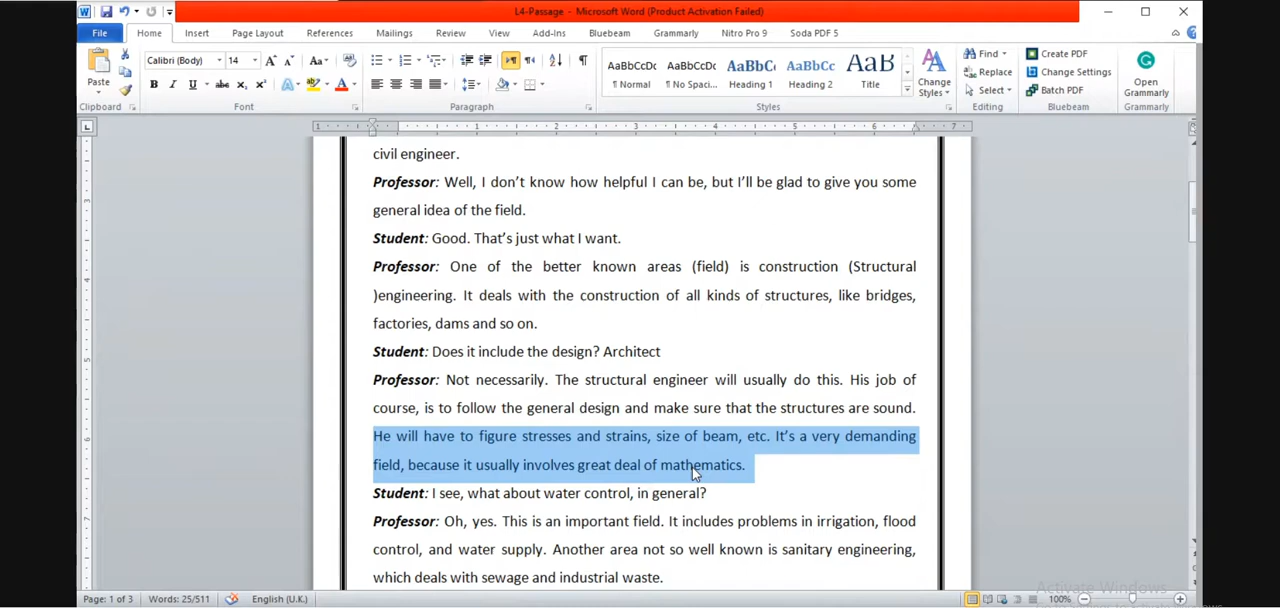 L4-Passage - Microsoft Word (Product Activation Failed)
File Home Insert Page Layout References Mailings Review View Add-Ins Bluebeam Grammarly Nitro Pro 9 Soda PDF 5
Calibri (Body) 14 AaBbCcDc AaBbCcDc AaBbC AaBbCc AaB Find Create PDF
Paste Replace Change Settings
¶ Normal ¶ No Spaci... Heading 1 Heading 2 Title Change Styles Select Batch PDF Open Grammarly
Clipboard Font Paragraph Styles Editing Bluebeam Grammarly
1 1 2 3 4 5 6 7
civil engineer.
Professor: Well, I don't know how helpful I can be, but I'll be glad to give you some
general idea of the field.
Student: Good. That's just what I want.
Professor: One of the better known areas (field) is construction (Structural
)engineering. It deals with the construction of all kinds of structures, like bridges,
factories, dams and so on.
Student: Does it include the design? Architect
Professor: Not necessarily. The structural engineer will usually do this. His job of
course, is to follow the general design and make sure that the structures are sound.
He will have to figure stresses and strains, size of beam, etc. It's a very demanding
field, because it usually involves great deal of mathematics.
Student: I see, what about water control, in general?
Professor: Oh, yes. This is an important field. It includes problems in irrigation, flood
control, and water supply. Another area not so well known is sanitary engineering,
which deals with sewage and industrial waste.
Activate Windows
Page: 1 of 3 Words: 25/511 English (U.K.) 100%